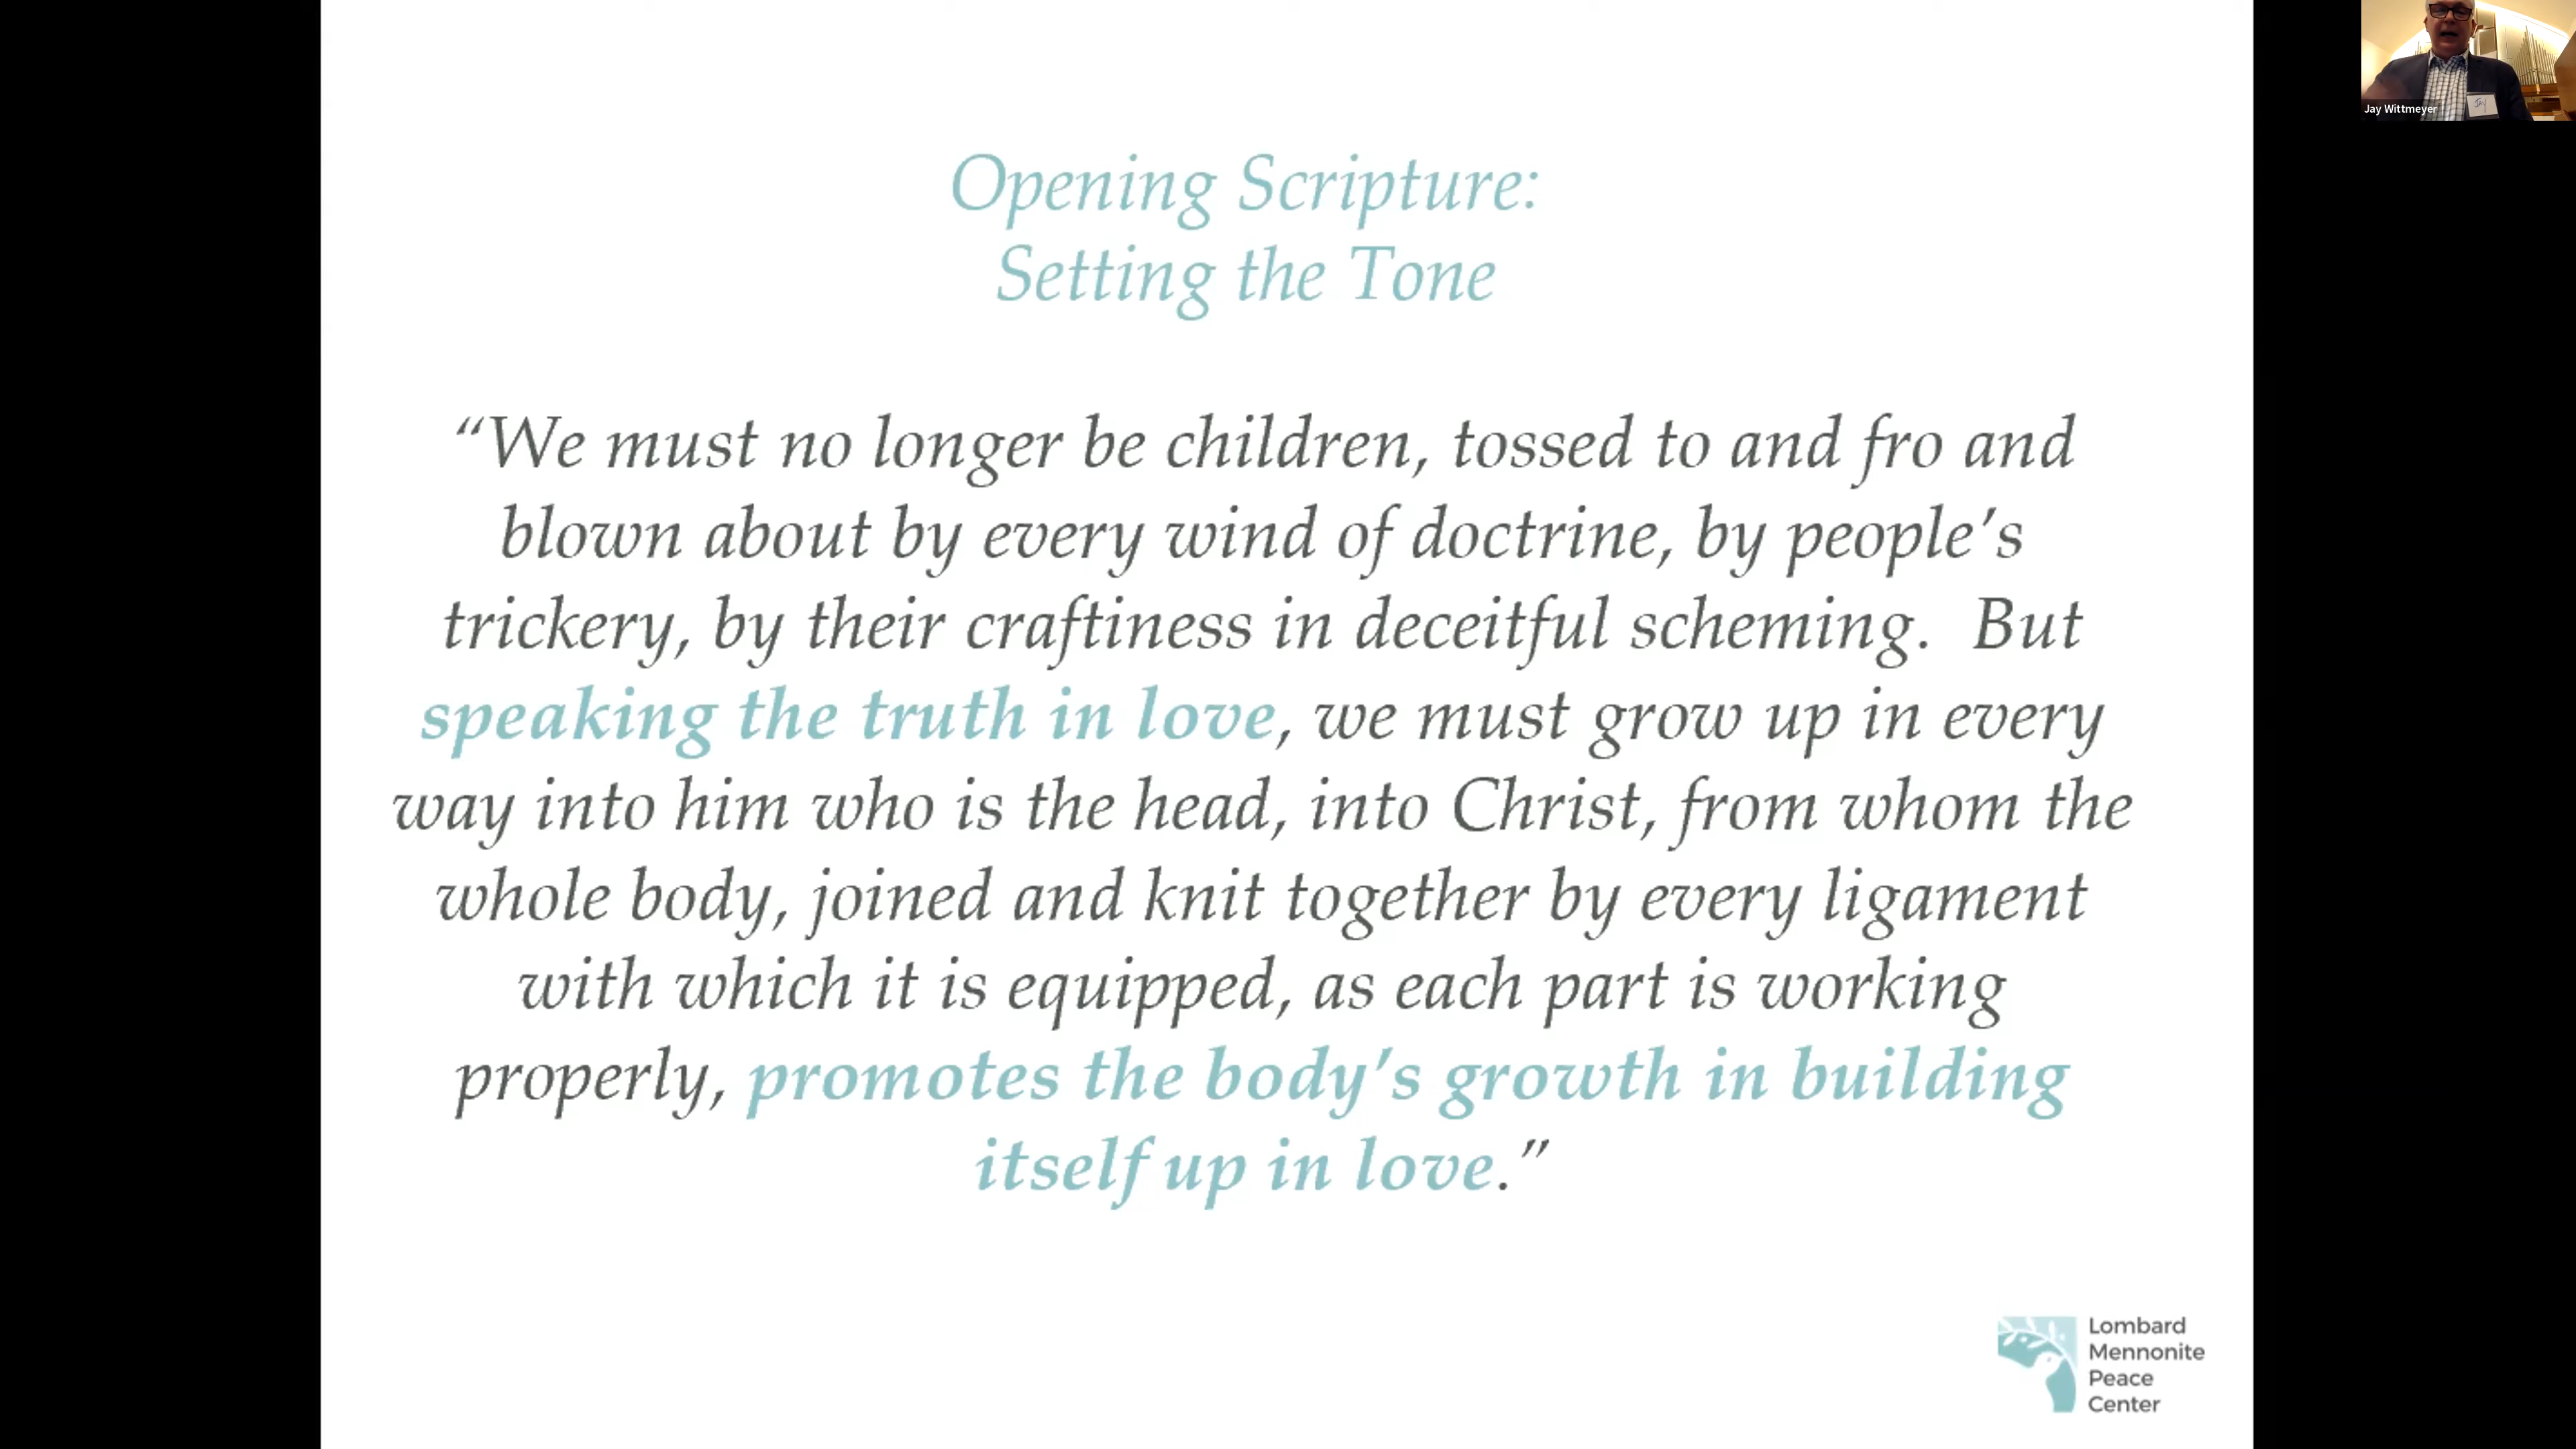 Opening Scripture:
Setting the Tone
“We must no longer be children, tossed to and fro and
blown about by every wind of doctrine, by people’s
trickery, by their craftiness in deceitful scheming.  But
speaking the truth in love, we must grow up in every
way into him who is the head, into Christ, from whom the
whole body, joined and knit together by every ligament
with which it is equipped, as each part is working
properly, promotes the body’s growth in building
itself up in love.”
Lombard
Mennonite
Peace
Center
Jay Wittmeyer
Jay